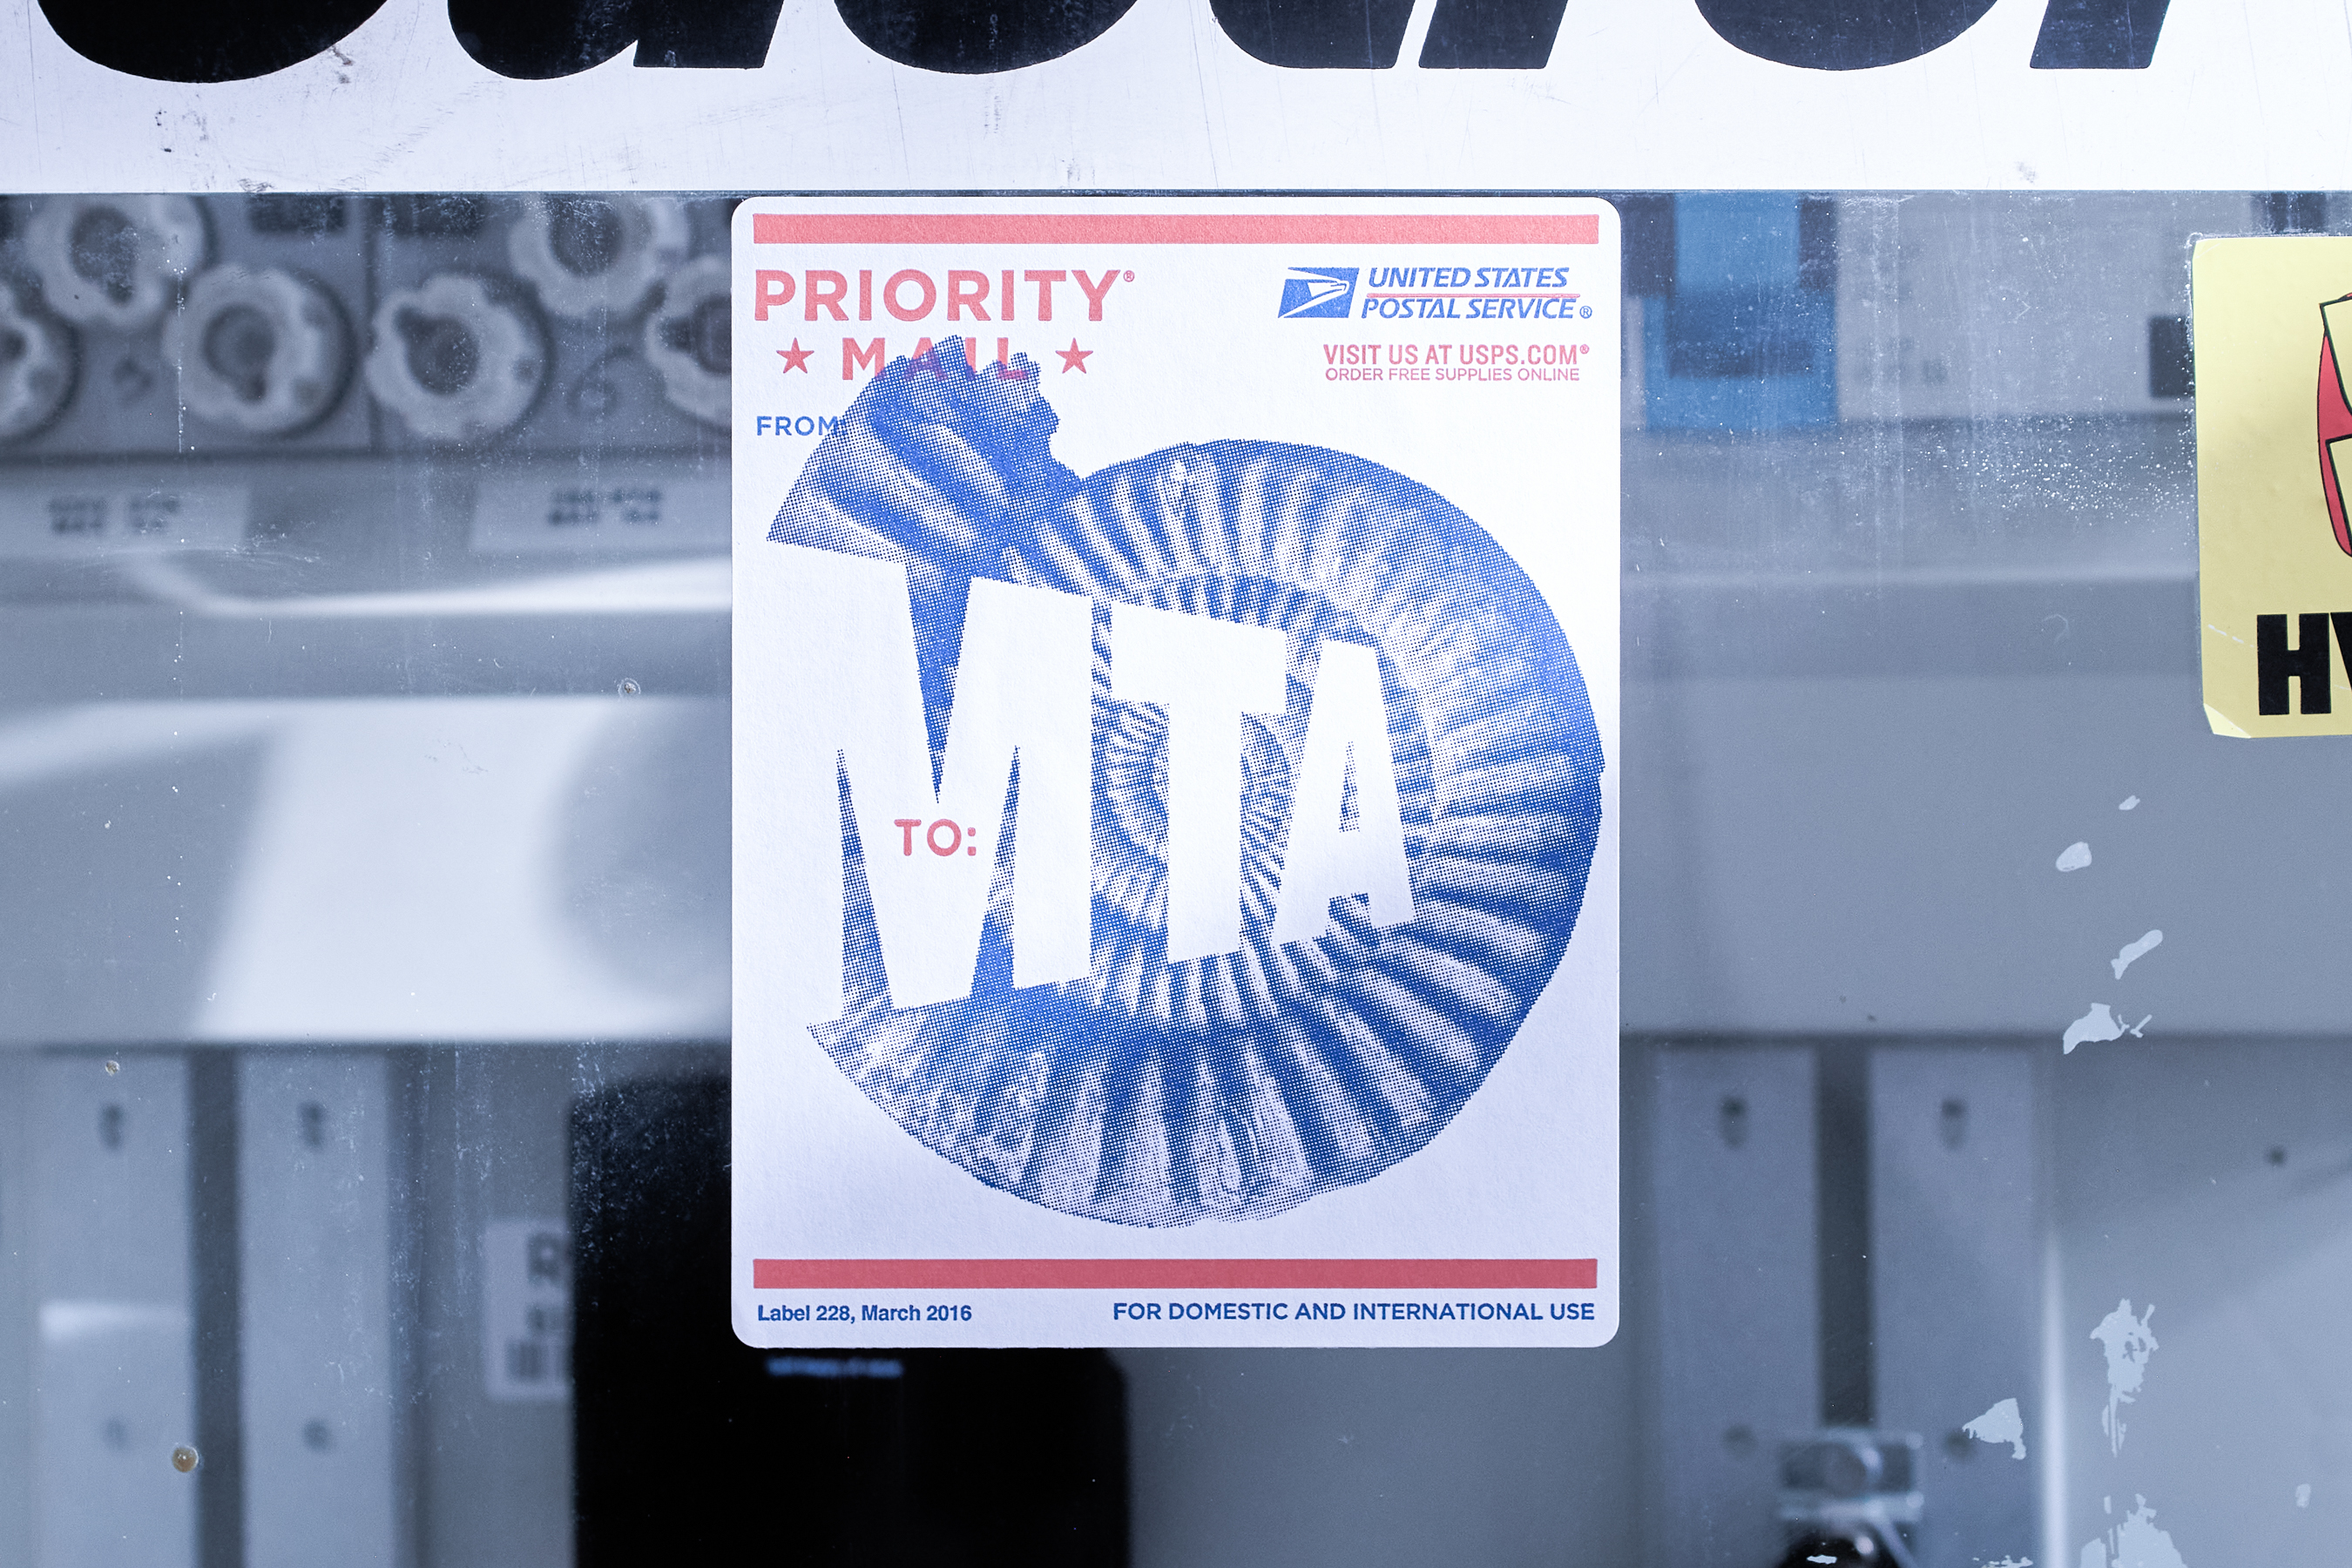 PRIORITY®
★ MAIL ★
UNITED STATES
POSTAL SERVICE®
VISIT US AT USPS.COM®
ORDER FREE SUPPLIES ONLINE
FROM
MTA
TO:
Label 228, March 2016
FOR DOMESTIC AND INTERNATIONAL USE